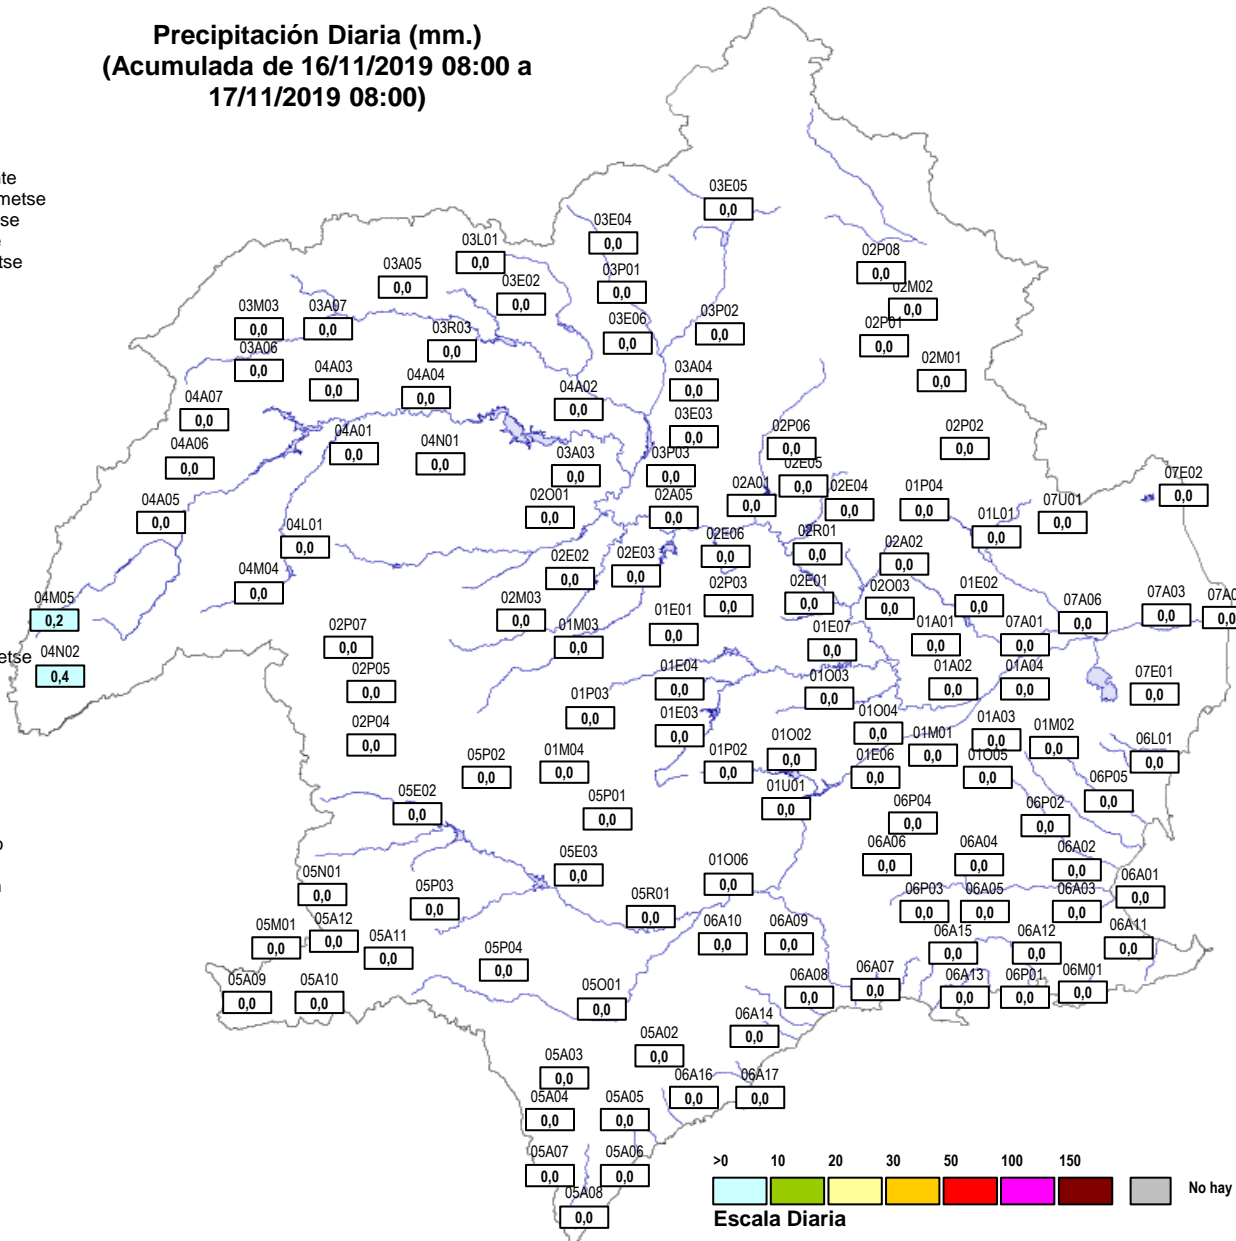 Precipitación Diaria (mm.)
(Acumulada de 16/11/2019 08:00 a
17/11/2019 08:00)
03E05
0,0
03E04
0,0
03L01
0,0
03A05
0,0
03E02
0,0
03P01
0,0
02P08
0,0
02M02
0,0
03M03
0,0
03A07
0,0
03R03
0,0
03E06
0,0
03P02
0,0
02P01
0,0
03A06
0,0
04A03
0,0
04A04
0,0
04A02
0,0
03A04
0,0
02M01
0,0
04A07
0,0
04A01
0,0
04N01
0,0
03E03
0,0
02P06
0,0
02P02
0,0
04A06
0,0
03A03
0,0
03P03
0,0
02E05
0,0
07E02
0,0
04A05
0,0
02O01
0,0
02A05
0,0
02A01
0,0
02E04
0,0
01P04
0,0
01L01
0,0
07U01
0,0
04L01
0,0
02E06
0,0
02R01
0,0
02A02
0,0
04M04
0,0
02E02
0,0
02E03
0,0
02P03
0,0
02E01
0,0
02O03
0,0
01E02
0,0
07A06
0,0
07A03
0,0
07A0
0,0
04M05
0,2
02M03
0,0
01M03
0,0
01E01
0,0
01E07
0,0
01A01
0,0
07A01
0,0
02P07
0,0
etse
04N02
0,4
02P05
0,0
01E04
0,0
01O03
0,0
01A02
0,0
01A04
0,0
07E01
0,0
01P03
0,0
02P04
0,0
01E03
0,0
01O04
0,0
01M01
0,0
01A03
0,0
01M02
0,0
06L01
0,0
05P02
0,0
01M04
0,0
01P02
0,0
01O02
0,0
01E06
0,0
01O05
0,0
05E02
0,0
05P01
0,0
01U01
0,0
06P04
0,0
06P02
0,0
06P05
0,0
05E03
0,0
01O06
0,0
06A06
0,0
06A04
0,0
06A02
0,0
05N01
0,0
05P03
0,0
05R01
0,0
06P03
0,0
06A05
0,0
06A03
0,0
06A01
0,0
05M01
0,0
05A12
0,0
05A11
0,0
05P04
0,0
06A10
0,0
06A09
0,0
06A15
0,0
06A12
0,0
06A11
0,0
05A09
0,0
05A10
0,0
05O01
0,0
06A08
0,0
06A07
0,0
06A13
0,0
06P01
0,0
06M01
0,0
05A02
0,0
06A14
0,0
05A03
0,0
06A16
0,0
06A17
0,0
05A04
0,0
05A05
0,0
05A07
0,0
05A06
0,0
05A08
0,0
>0 10 20 30 50 100 150
No hay
Escala Diaria